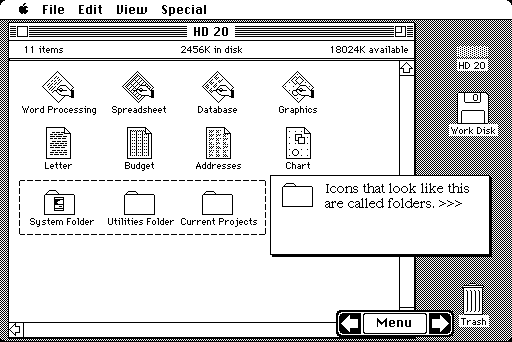 File Edit View Special
HD 20
11 items 2456K in disk 18024K available
HD 20
Word Processing Spreadsheet Database Graphics
0
Work Disk
Letter Budget Addresses Chart
System Folder Utilities Folder Current Projects
Icons that look like this
are called folders. >>>
Menu
Trash